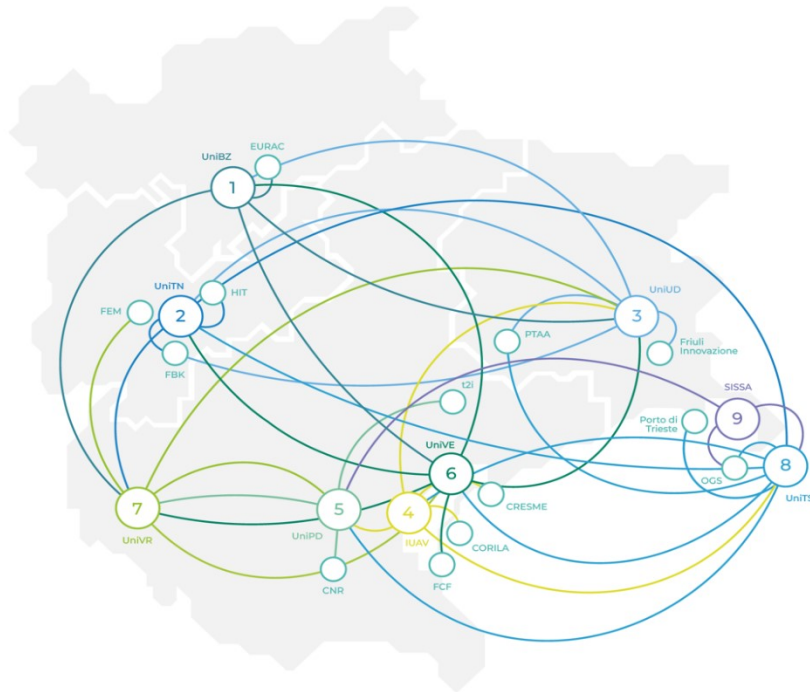 EURAC
UniBZ
1
UniTN
HIT
FEM
2
FBK
UniUD
3
PTAA
Friuli
Innovazione
t2i
SISSA
9
Porto di
Trieste
UniVE
6
8
OGS
UniTS
CRESME
7
5
4
UniVR
UniPD
IUAV
CORILA
CNR
FCF